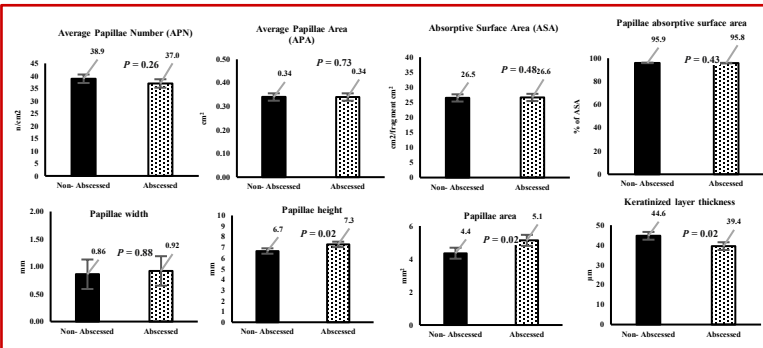 Average Papillae Number (APN)
38.9
37.0
P = 0.26
45
40
35
30
25
20
15
10
5
0
n/cm2
Non- Abscessed
Abscessed
Average Papillae Area
(APA)
P = 0.73
0.34
0.34
0.50
0.40
0.30
0.20
0.10
0.00
cm²
Non- Abscessed
Abscessed
Absorptive Surface Area (ASA)
P = 0.48
26.5
26.6
40
35
30
25
20
15
10
5
0
cm2/fragment cm²
Non- Abscessed
Abscessed
Papillae absorptive surface area
95.9
95.8
P = 0.43
100
80
60
40
20
0
% of ASA
Non- Abscessed
Abscessed
Papillae width
0.86
P = 0.88
0.92
2.00
1.50
1.00
0.50
0.00
mm
Non- Abscessed
Abscessed
Papillae height
6.7
7.3
P = 0.02
10
9
8
7
6
5
4
3
2
1
0
mm
Non- Abscessed
Abscessed
Papillae area
4.4
5.1
P = 0.02
6
4
2
0
mm²
Non- Abscessed
Abscessed
Keratinized layer thickness
44.6
39.4
P = 0.02
50
40
30
20
10
0
µm
Non- Abscessed
Abscessed